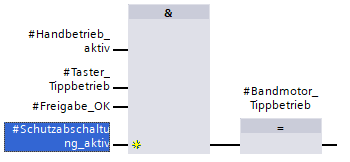 &
#Handbetrieb_
aktiv
#Taster_
Tippbetrieb
#Freigabe_OK
#Schutzabschaltu
ng_aktiv
#Bandmotor_
Tippbetrieb
=